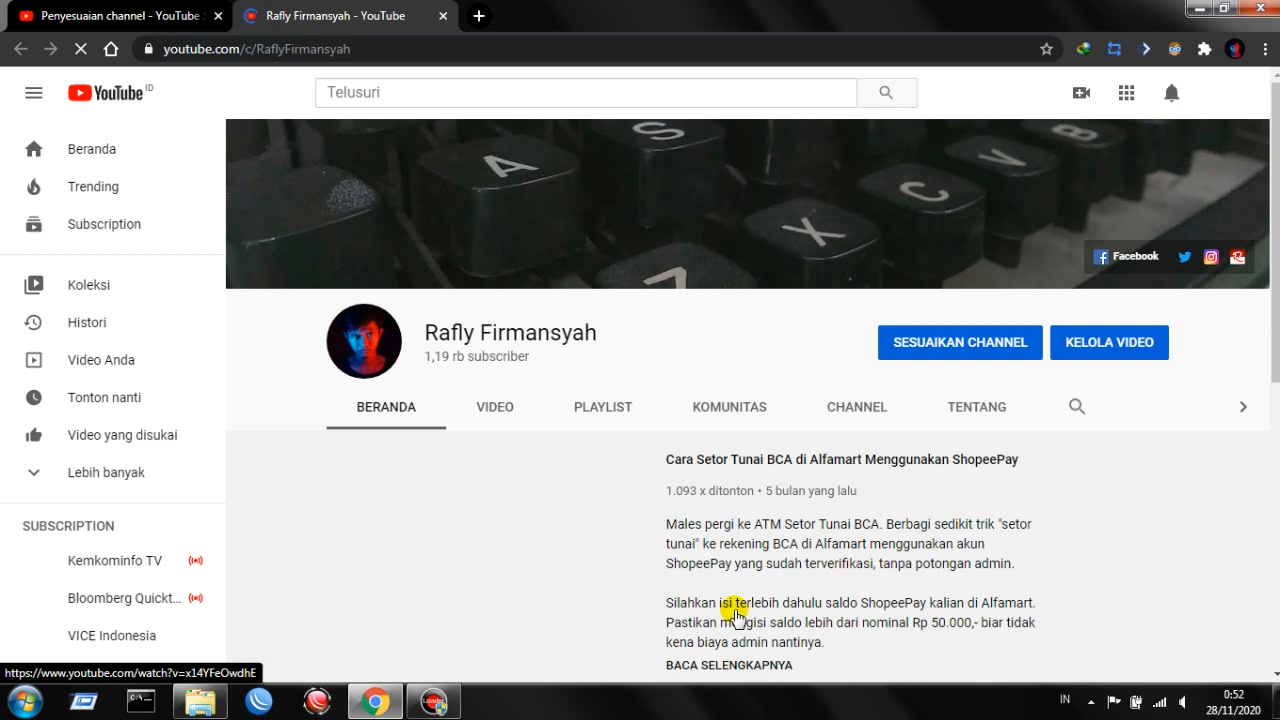 Penyesuaian channel - YouTube
Rafly Firmansyah - YouTube
youtube.com/c/RaflyFirmansyah
YouTube ID
Telusuri
Beranda
Trending
Subscription
Koleksi
Histori
Video Anda
Tonton nanti
Video yang disukai
Lebih banyak
SUBSCRIPTION
Kemkominfo TV
Bloomberg Quickt...
VICE Indonesia
A
S
X
C
V
B
Facebook
Rafly Firmansyah
1,19 rb subscriber
SESUAIKAN CHANNEL
KELOLA VIDEO
BERANDA
VIDEO
PLAYLIST
KOMUNITAS
CHANNEL
TENTANG
Cara Setor Tunai BCA di Alfamart Menggunakan ShopeePay
1.093 x ditonton • 5 bulan yang lalu
Males pergi ke ATM Setor Tunai BCA. Berbagi sedikit trik "setor
tunai" ke rekening BCA di Alfamart menggunakan akun
ShopeePay yang sudah terverifikasi, tanpa potongan admin.
Silahkan isi terlebih dahulu saldo ShopeePay kalian di Alfamart.
Pastikan mengisi saldo lebih dari nominal Rp 50.000,- biar tidak
kena biaya admin nantinya.
BACA SELENGKAPNYA
https://www.youtube.com/watch?v=x14YFeOwdhE
IN
0:52
28/11/2020